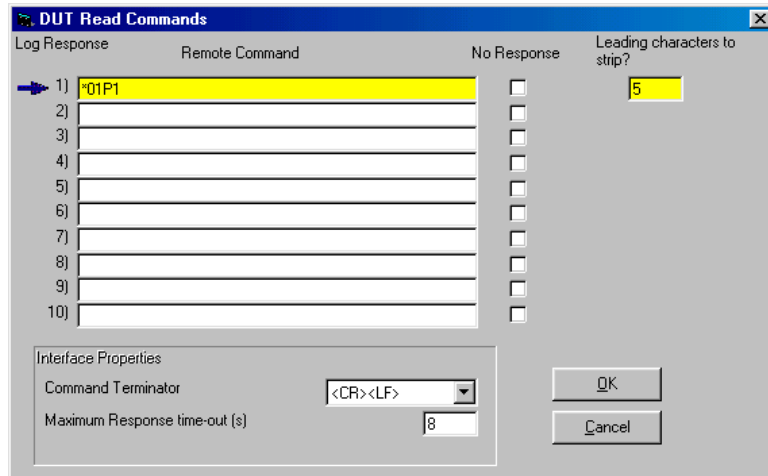 DUT Read Commands
Log Response Remote Command No Response Leading characters to strip?
1) *01P1 5
2)
3)
4)
5)
6)
7)
8)
9)
10)
Interface Properties
Command Terminator <CR><LF>
Maximum Response time-out (s) 8
OK
Cancel